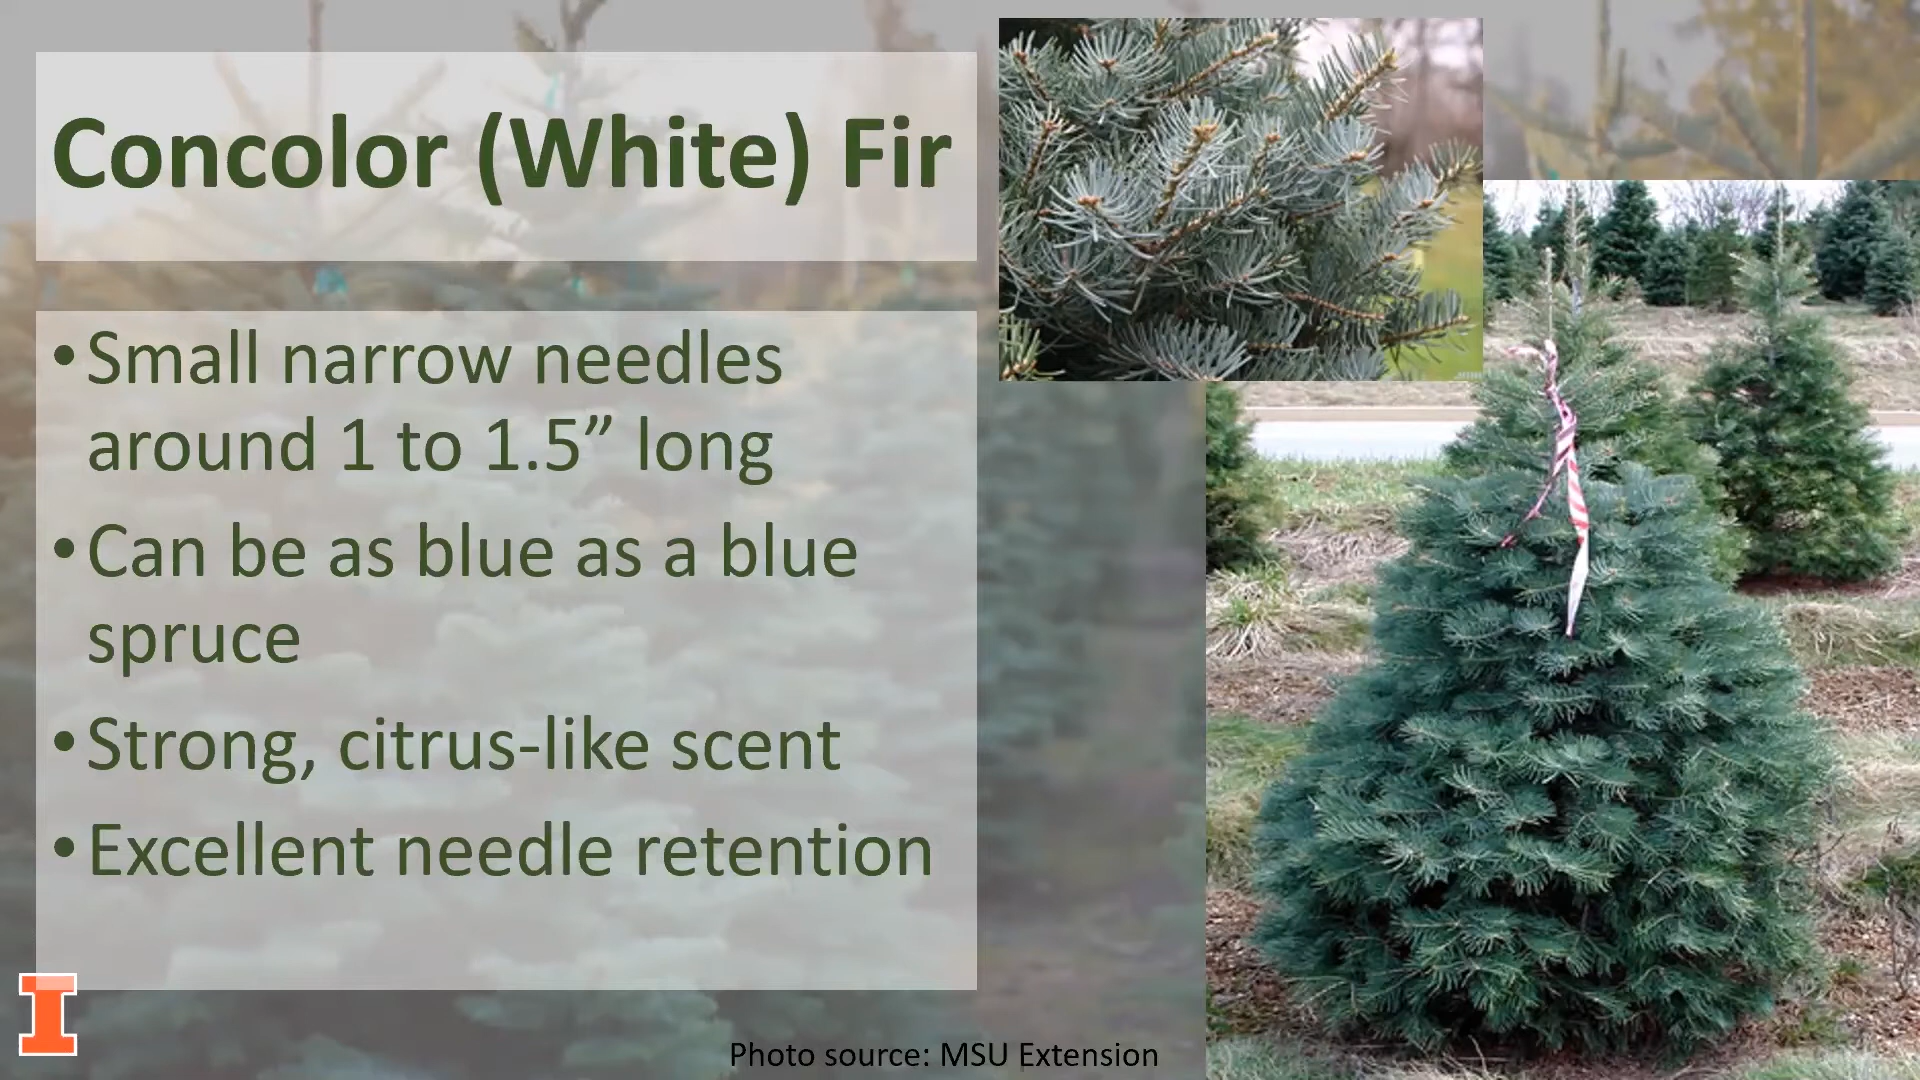 Concolor (White) Fir
• Small narrow needles
around 1 to 1.5” long
• Can be as blue as a blue
spruce
• Strong, citrus-like scent
• Excellent needle retention
I
Photo source: MSU Extension